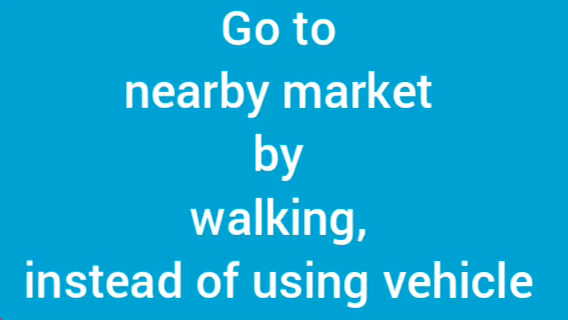 Go to
nearby market
by
walking,
instead of using vehicle